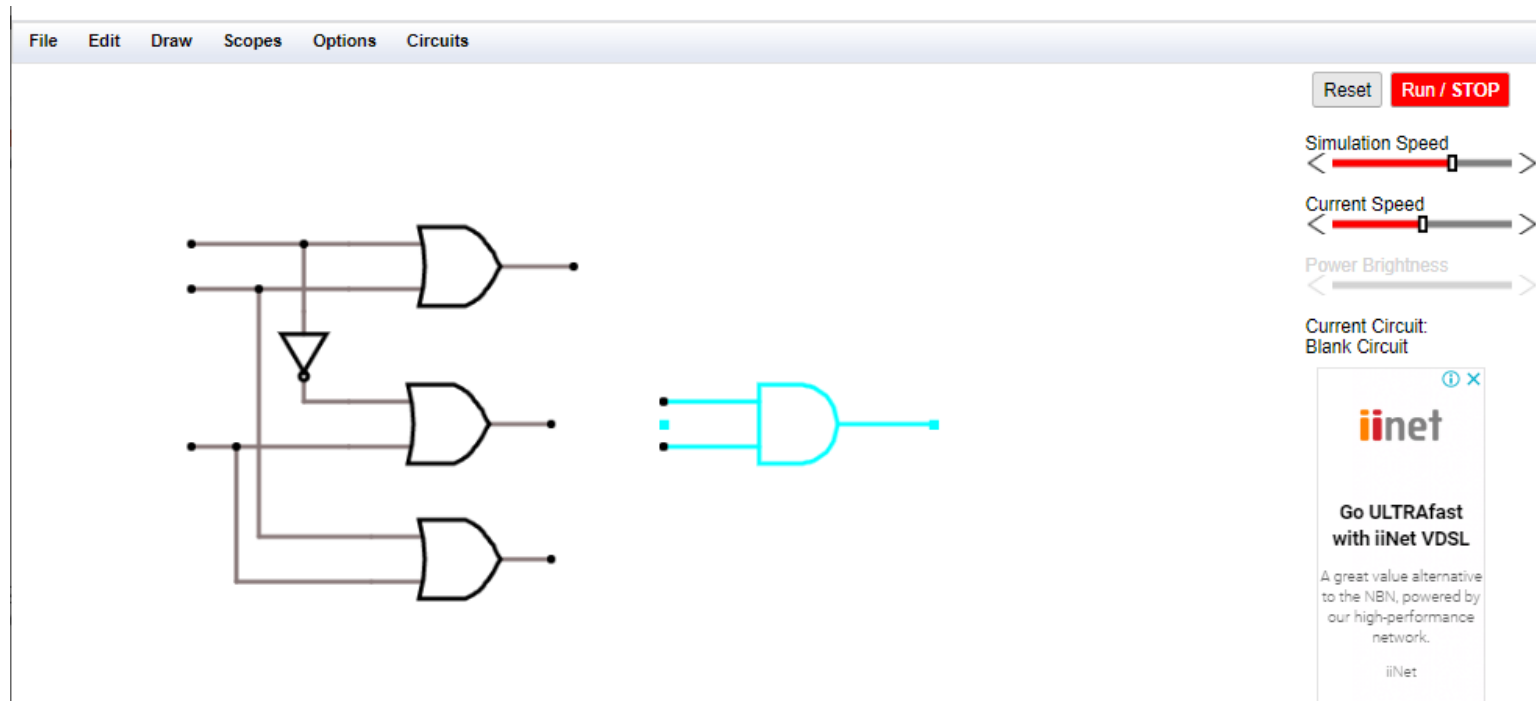 File Edit Draw Scopes Options Circuits
Reset Run / STOP
Simulation Speed
Current Speed
Power Brightness
Current Circuit:
Blank Circuit
iinet
Go ULTRAfast
with iiNet VDSL
A great value alternative
to the NBN, powered by
our high-performance
network.
iiNet